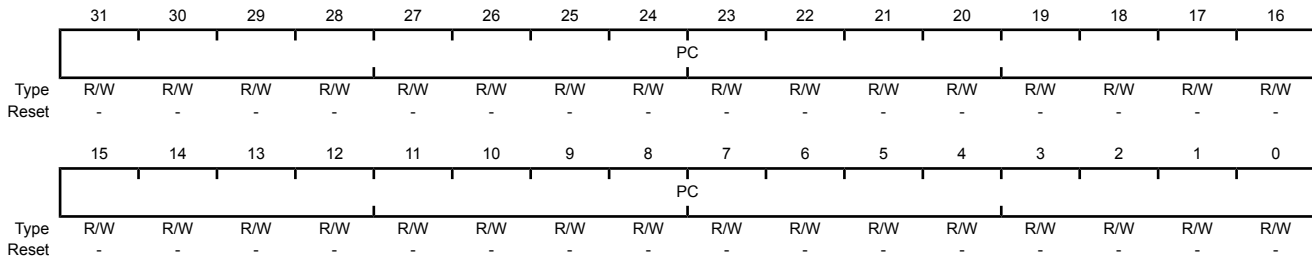 31 30 29 28 27 26 25 24 23 22 21 20 19 18 17 16
PC
Type R/W R/W R/W R/W R/W R/W R/W R/W R/W R/W R/W R/W R/W R/W R/W R/W
Reset - - - - - - - - - - - - - - - -
15 14 13 12 11 10 9 8 7 6 5 4 3 2 1 0
PC
Type R/W R/W R/W R/W R/W R/W R/W R/W R/W R/W R/W R/W R/W R/W R/W R/W
Reset - - - - - - - - - - - - - - - -